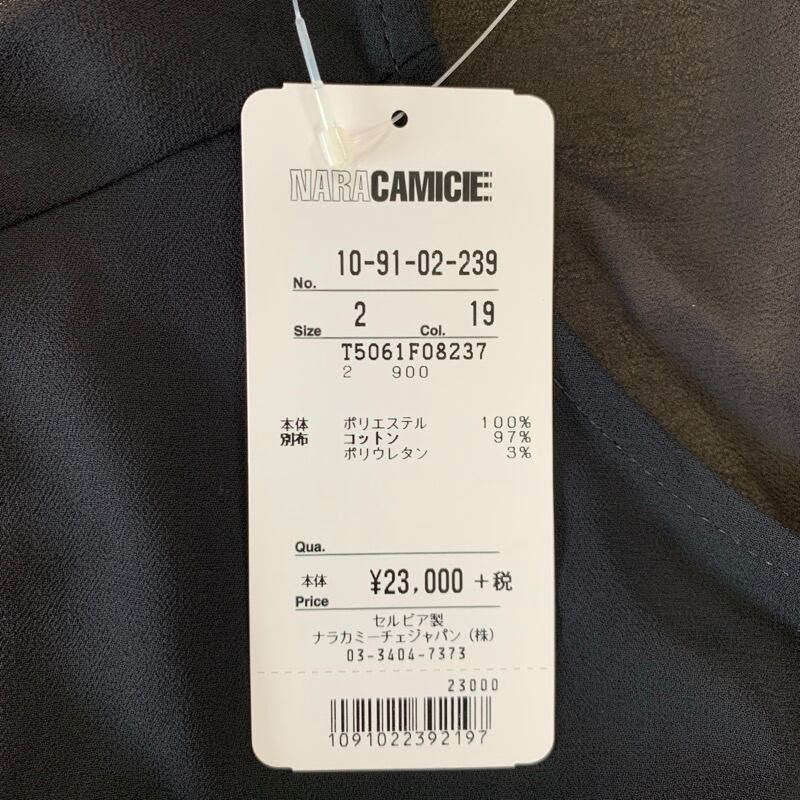 NARACAMICIE
No. 10-91-02-239
Size 2 Col. 19
T5061F08237
2 900
本体 ポリエステル 100%
別布 コットン 97%
ポリウレタン 3%
Qua.
本体 ¥23,000 +税
Price
セルビア製
ナラカミーチェジャパン(株)
03-3404-7373
23000
1091022392197